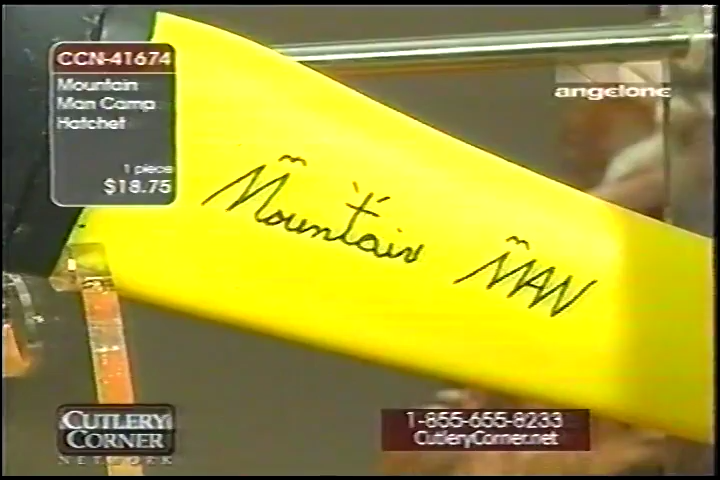 CCN-41674
Mountain
Man Camp
Hatchet
1 piece
$18.75
angelone
Mountain MAN
CUTLERY
CORNER
NETWORK
1-855-655-8233
CutleryCorner.net